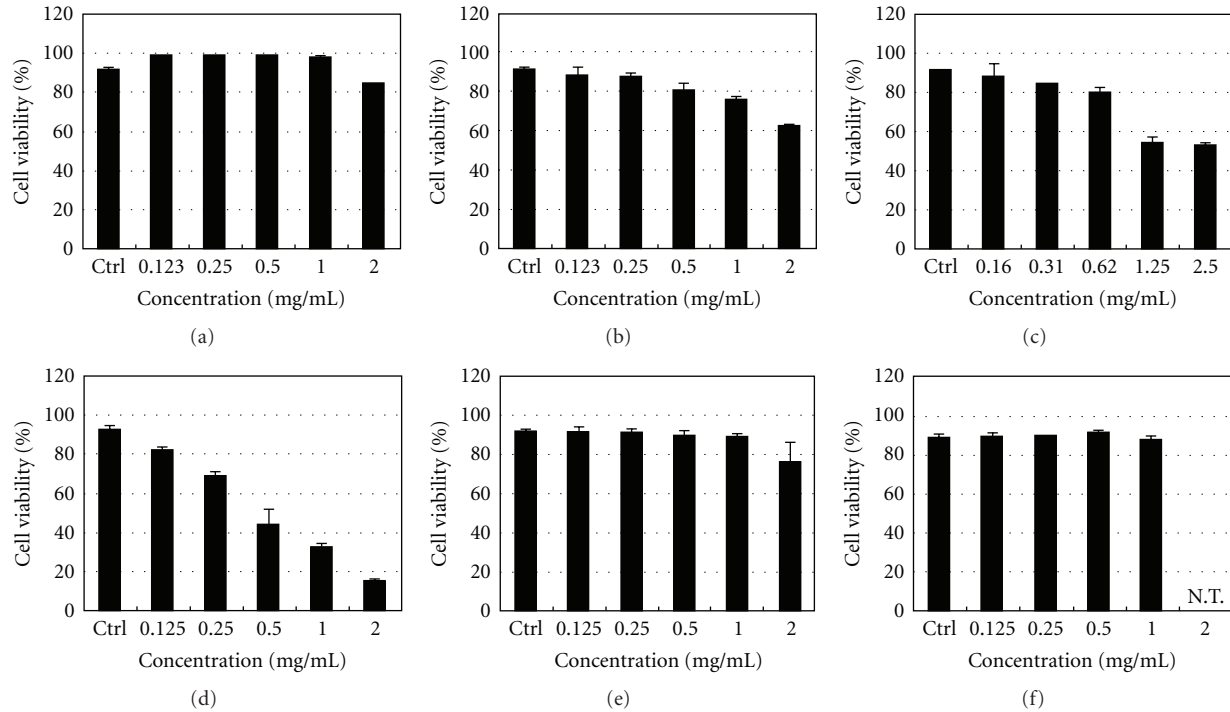 120
100
80
60
40
20
0
Cell viability (%)
Ctrl 0.123 0.25 0.5 1 2
Concentration (mg/mL)
(a)
120
100
80
60
40
20
0
Cell viability (%)
Ctrl 0.123 0.25 0.5 1 2
Concentration (mg/mL)
(b)
120
100
80
60
40
20
0
Cell viability (%)
Ctrl 0.16 0.31 0.62 1.25 2.5
Concentration (mg/mL)
(c)
120
100
80
60
40
20
0
Cell viability (%)
Ctrl 0.125 0.25 0.5 1 2
Concentration (mg/mL)
(d)
120
100
80
60
40
20
0
Cell viability (%)
Ctrl 0.125 0.25 0.5 1 2
Concentration (mg/mL)
(e)
120
100
80
60
40
20
0
Cell viability (%)
N.T.
Ctrl 0.125 0.25 0.5 1 2
Concentration (mg/mL)
(f)